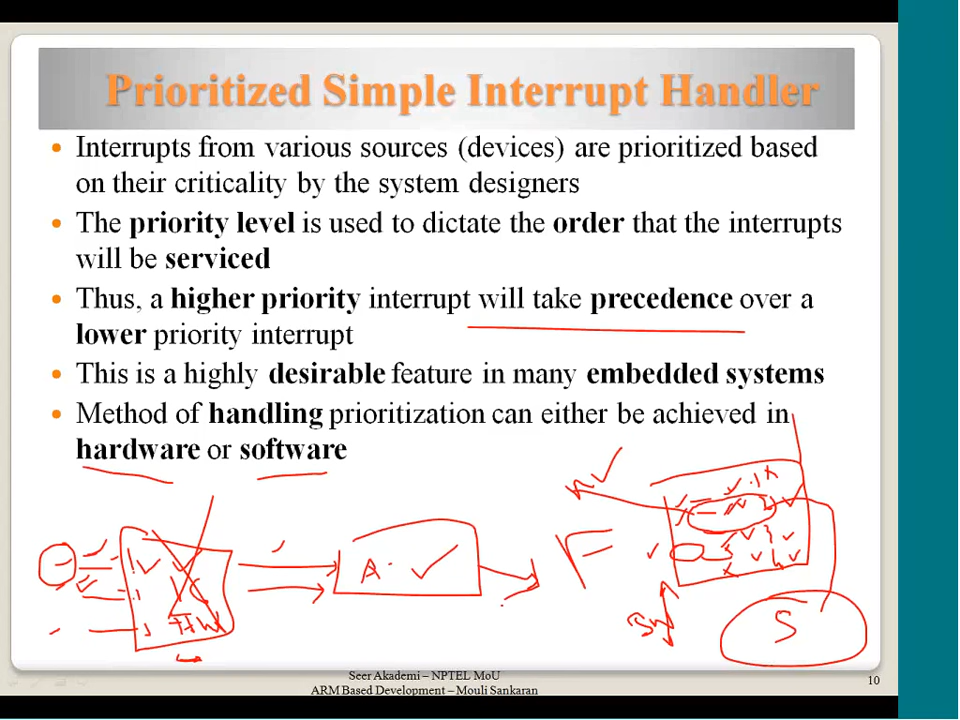 Prioritized Simple Interrupt Handler
• Interrupts from various sources (devices) are prioritized based
on their criticality by the system designers
• The priority level is used to dictate the order that the interrupts
will be serviced
• Thus, a higher priority interrupt will take precedence over a
lower priority interrupt
• This is a highly desirable feature in many embedded systems
• Method of handling prioritization can either be achieved in
hardware or software
A.
S
Seer Akademi – NPTEL MoU
ARM Based Development – Mouli Sankaran
10